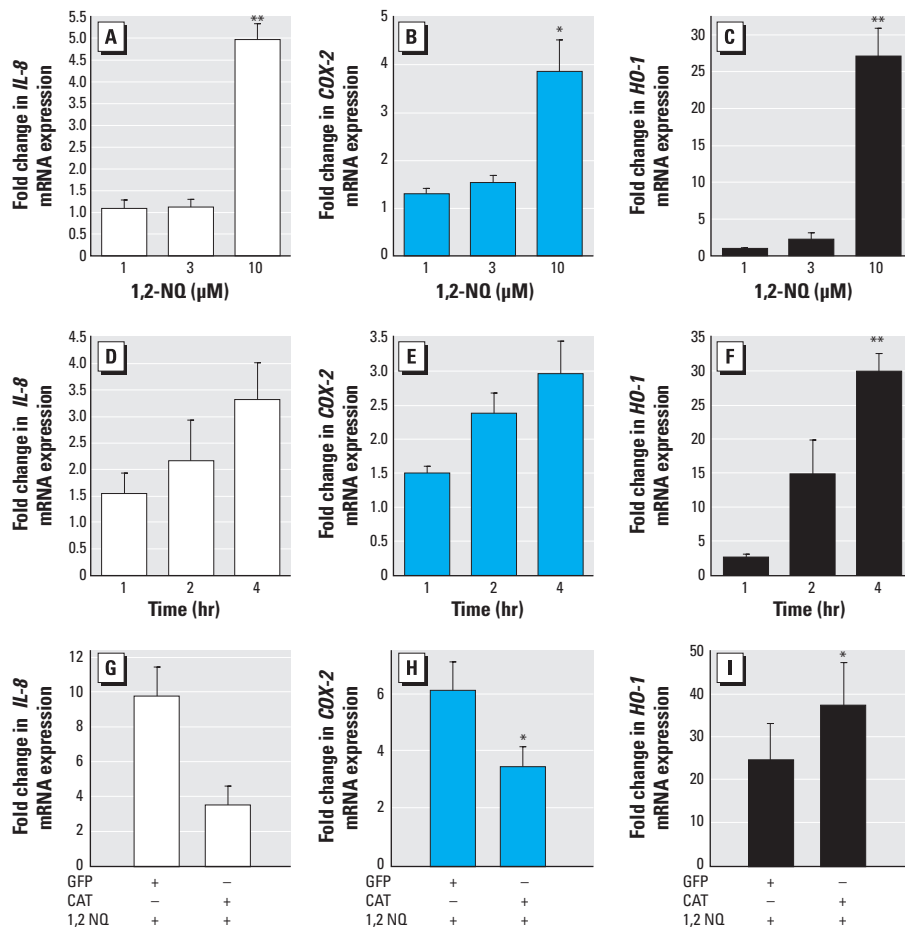 A
Fold change in IL-8
mRNA expression
5.5
5.0
4.5
4.0
3.5
3.0
2.5
2.0
1.5
1.0
0.5
0
**
1 3 10
1,2-NQ (µM)
B
Fold change in COX-2
mRNA expression
5
4
3
2
1
0
*
1 3 10
1,2-NQ (µM)
C
Fold change in HO-1
mRNA expression
30
25
20
15
10
5
0
**
1 3 10
1,2-NQ (µM)
D
Fold change in IL-8
mRNA expression
4.5
4.0
3.5
3.0
2.5
2.0
1.5
1.0
0.5
0
1 2 4
Time (hr)
E
Fold change in COX-2
mRNA expression
3.5
3.0
2.5
2.0
1.5
1.0
0.5
0
1 2 4
Time (hr)
F
Fold change in HO-1
mRNA expression
35
30
25
20
15
10
5
0
**
1 2 4
Time (hr)
G
Fold change in IL-8
mRNA expression
12
10
8
6
4
2
0
GFP + –
CAT – +
1,2 NQ + +
H
Fold change in COX-2
mRNA expression
6
4
2
0
*
+ –
– +
+ +
I
Fold change in HO-1
mRNA expression
50
40
30
20
10
0
*
GFP + –
CAT – +
1,2 NQ + +